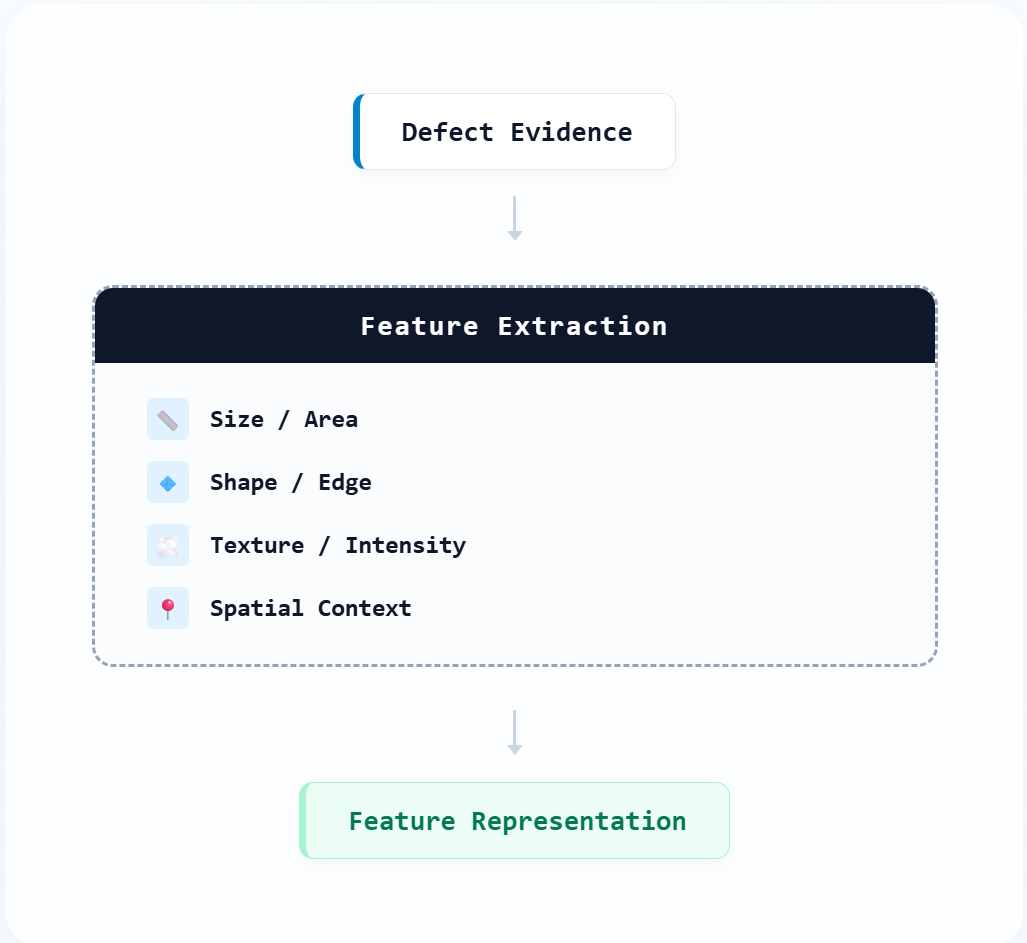 Defect Evidence
Feature Extraction
Size / Area
Shape / Edge
Texture / Intensity
Spatial Context
Feature Representation